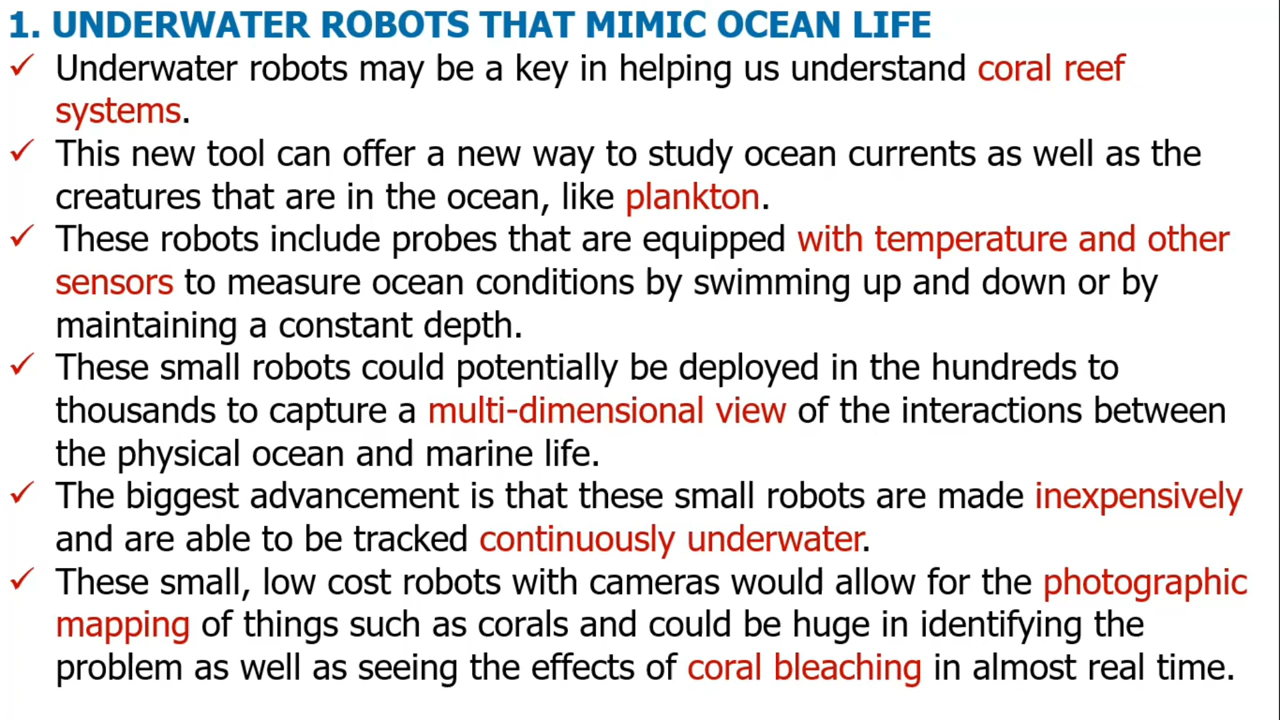 1. UNDERWATER ROBOTS THAT MIMIC OCEAN LIFE
✓ Underwater robots may be a key in helping us understand coral reef
systems.
✓ This new tool can offer a new way to study ocean currents as well as the
creatures that are in the ocean, like plankton.
✓ These robots include probes that are equipped with temperature and other
sensors to measure ocean conditions by swimming up and down or by
maintaining a constant depth.
✓ These small robots could potentially be deployed in the hundreds to
thousands to capture a multi-dimensional view of the interactions between
the physical ocean and marine life.
✓ The biggest advancement is that these small robots are made inexpensively
and are able to be tracked continuously underwater.
✓ These small, low cost robots with cameras would allow for the photographic
mapping of things such as corals and could be huge in identifying the
problem as well as seeing the effects of coral bleaching in almost real time.